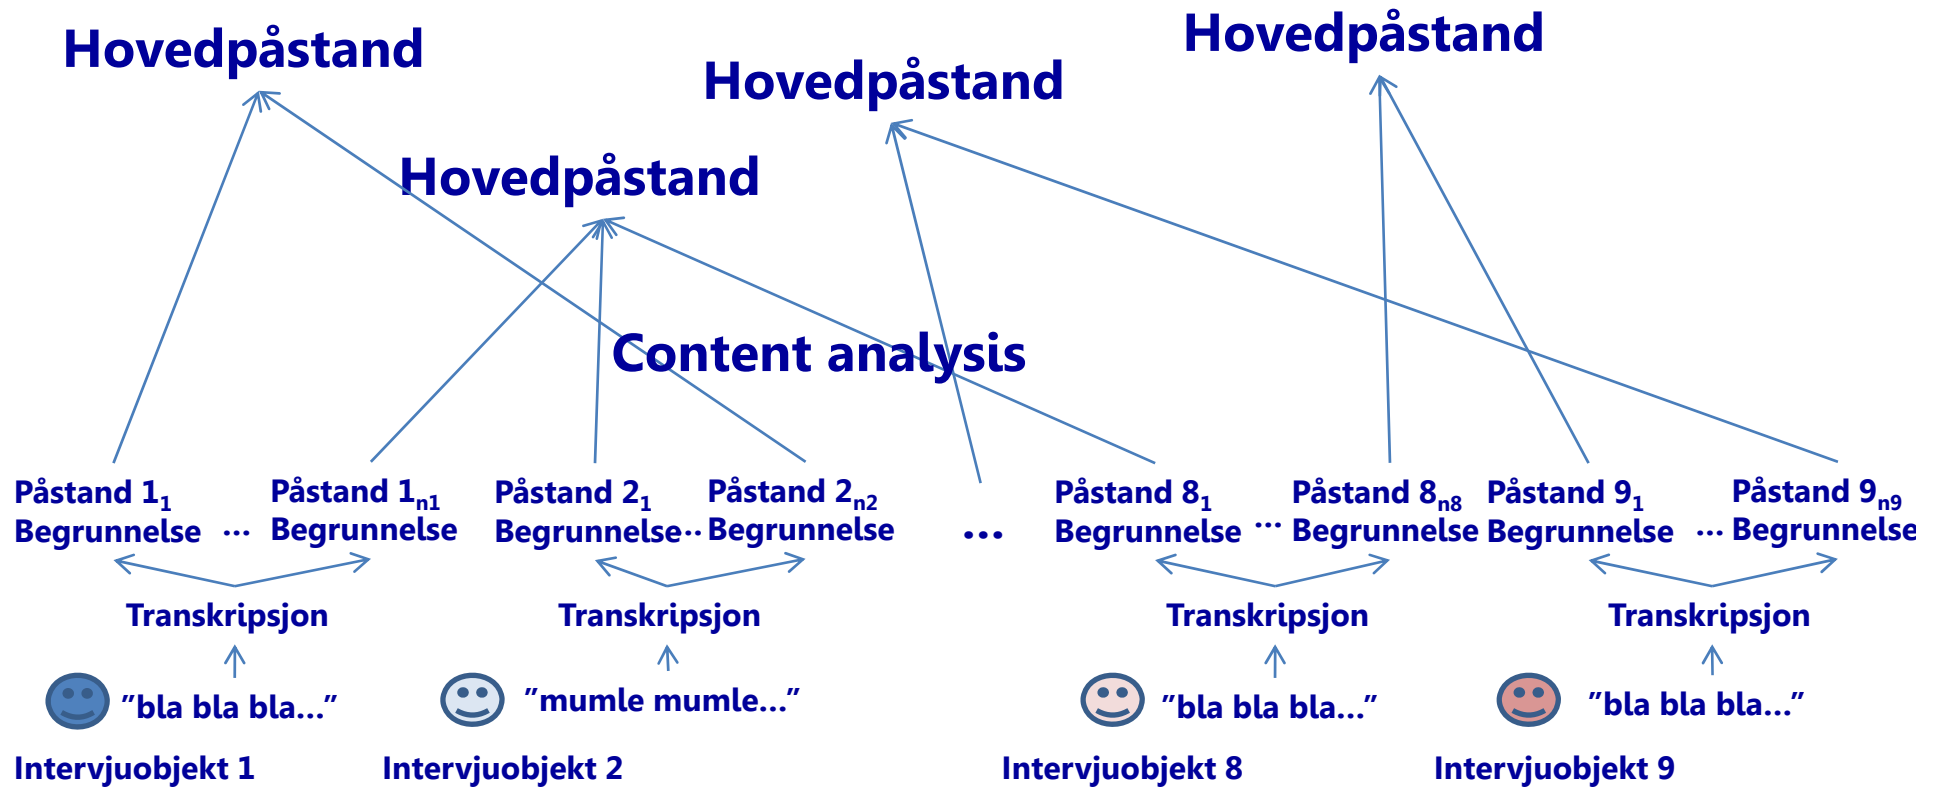 Hovedpåstand
Hovedpåstand
Hovedpåstand
Hovedpåstand
Content analysis
Påstand 1₁
Begrunnelse
...
Påstand 1ₙ₁
Begrunnelse
Påstand 2₁
Begrunnelse
...
Påstand 2ₙ₂
Begrunnelse
...
Påstand 8₁
Begrunnelse
...
Påstand 8ₙ₈
Begrunnelse
Påstand 9₁
Begrunnelse
...
Påstand 9ₙ₉
Begrunnelse
Transkripsjon
Transkripsjon
Transkripsjon
Transkripsjon
”bla bla bla…”
”mumle mumle…”
”bla bla bla…”
”bla bla bla…”
Intervjuobjekt 1
Intervjuobjekt 2
Intervjuobjekt 8
Intervjuobjekt 9